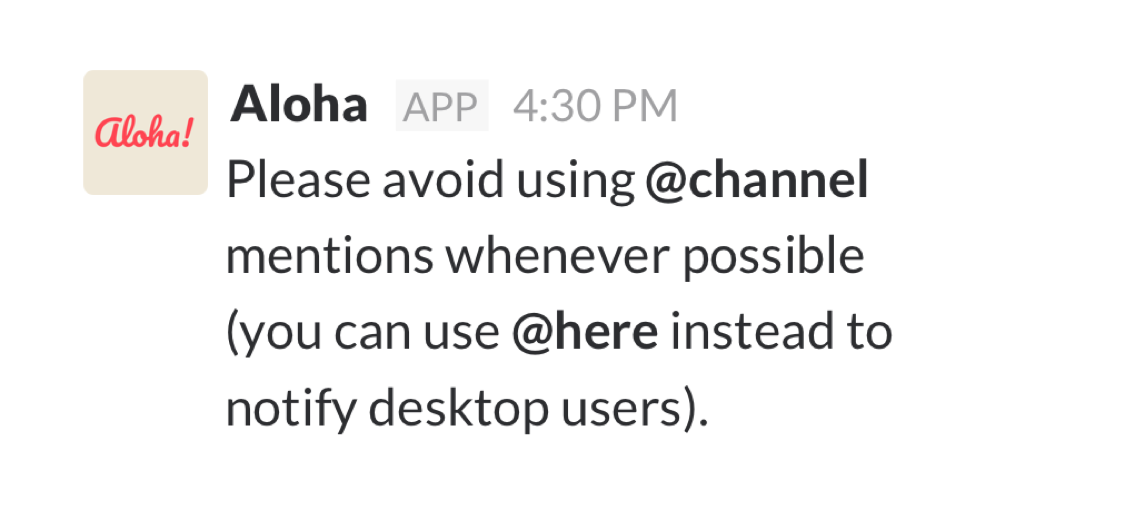 Aloha!
Aloha APP 4:30 PM
Please avoid using @channel
mentions whenever possible
(you can use @here instead to
notify desktop users).